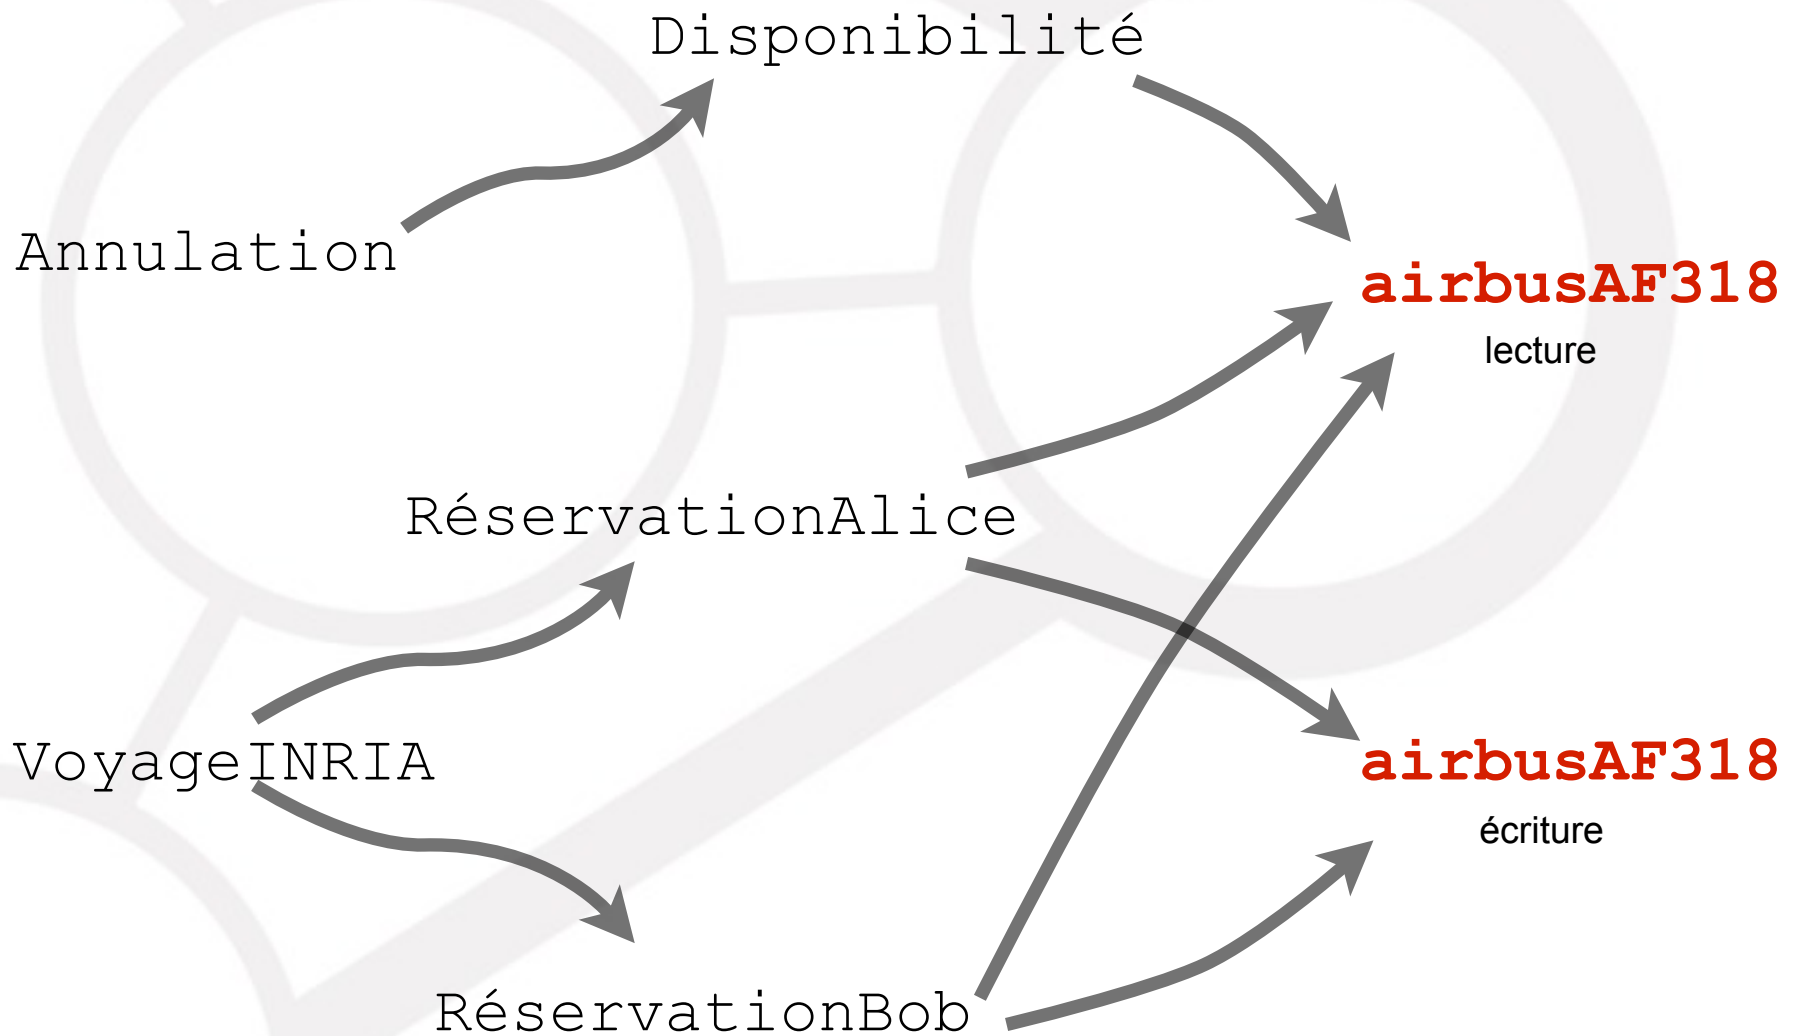 Disponibilité
Annulation
airbusAF318
lecture
RéservationAlice
VoyageINRIA
airbusAF318
écriture
RéservationBob